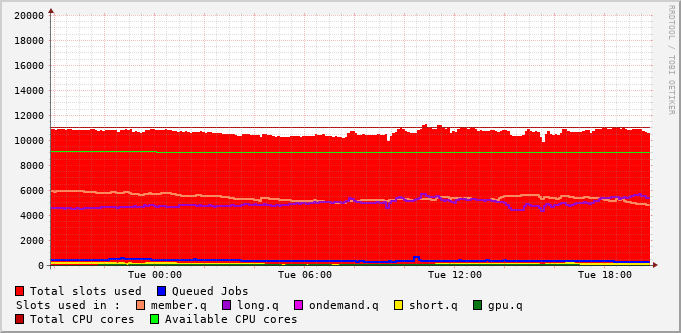 20000
18000
16000
14000
12000
10000
8000
6000
4000
2000
0
Tue 00:00 Tue 06:00 Tue 12:00 Tue 18:00
RRDTOOL / TOBI OETIKER
Total slots used Queued Jobs
Slots used in : member.q long.q ondemand.q short.q gpu.q
Total CPU cores Available CPU cores